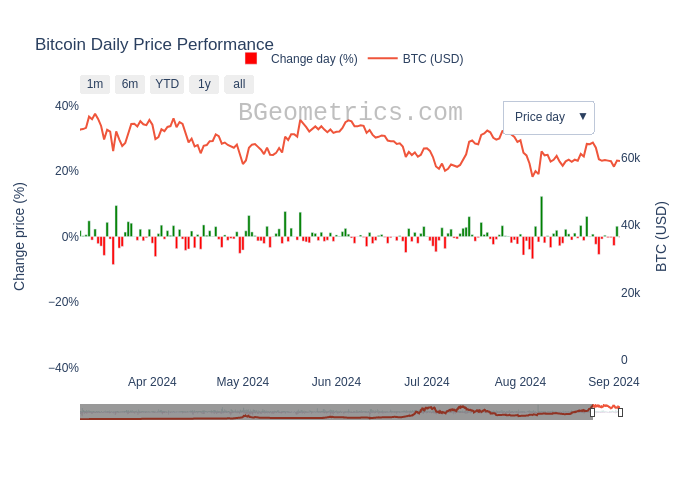 Bitcoin Daily Price Performance
Change day (%) BTC (USD)
1m 6m YTD 1y all
BGeometrics.com
Price day ▼
40%
20%
0%
−20%
−40%
Change price (%)
60k
40k
20k
0
BTC (USD)
Apr 2024 May 2024 Jun 2024 Jul 2024 Aug 2024 Sep 2024